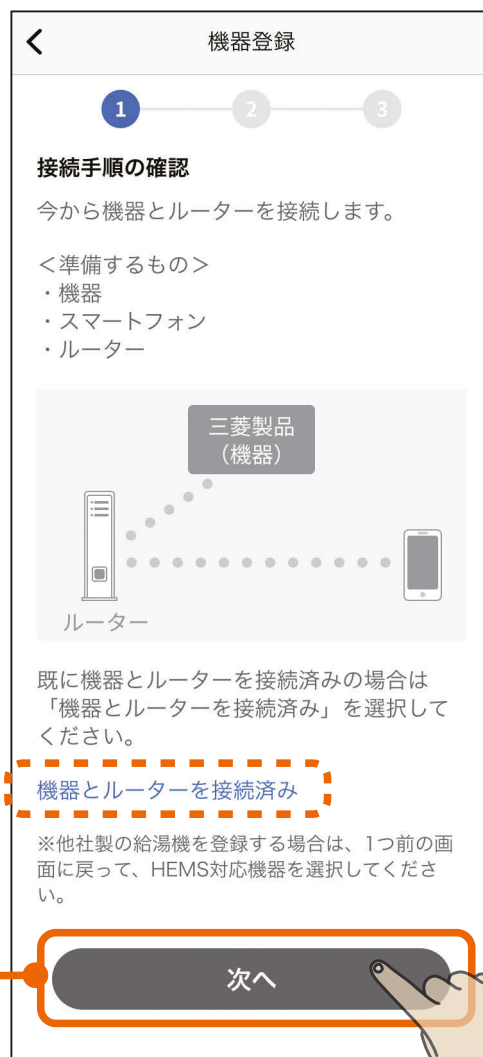 機器登録
1 2 3
接続手順の確認
今から機器とルーターを接続します。
＜準備するもの＞
・機器
・スマートフォン
・ルーター
三菱製品
（機器）
ルーター
既に機器とルーターを接続済みの場合は
「機器とルーターを接続済み」を選択して
ください。
機器とルーターを接続済み
※他社製の給湯機を登録する場合は、1つ前の画
面に戻って、HEMS対応機器を選択してくださ
い。
次へ